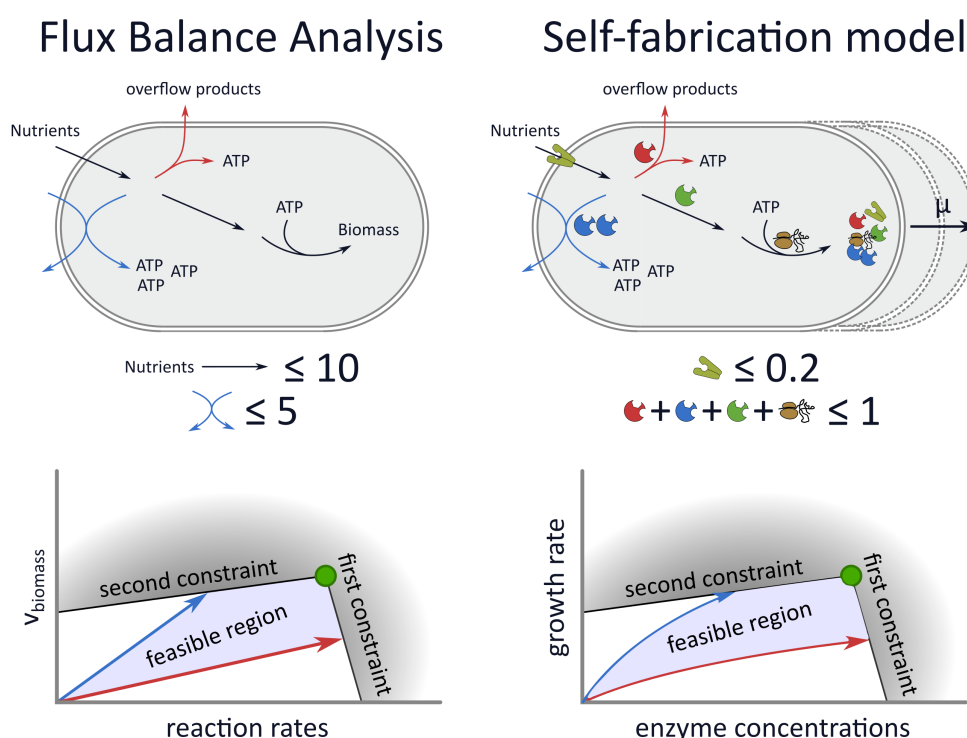 Flux Balance Analysis
overflow products
Nutrients
ATP
ATP
Biomass
ATP
ATP
ATP
Nutrients ≤ 10
≤ 5
v_biomass
second constraint
first constraint
feasible region
reaction rates
Self-fabrication model
overflow products
Nutrients
ATP
ATP
μ
ATP
ATP
ATP
≤ 0.2
+ + + ≤ 1
growth rate
second constraint
first constraint
feasible region
enzyme concentrations